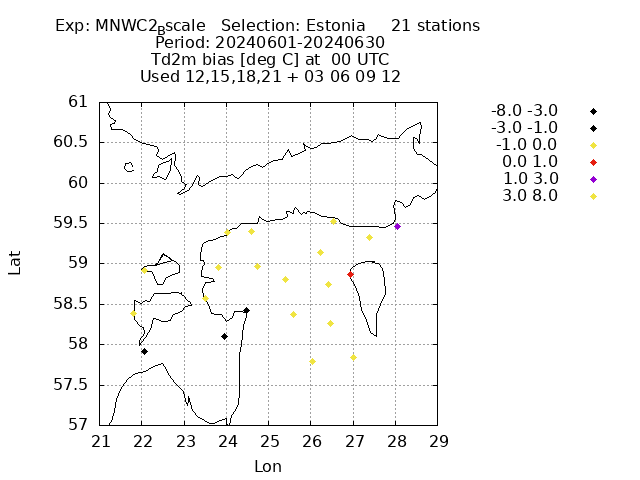 Exp: MNWC2_Bscale   Selection: Estonia     21 stations
Period: 20240601-20240630
Td2m bias [deg C] at  00 UTC
Used 12,15,18,21 + 03 06 09 12
-8.0 -3.0
-3.0 -1.0
-1.0 0.0
0.0 1.0
1.0 3.0
3.0 8.0
61
60.5
60
59.5
59
58.5
58
57.5
57
Lat
21 22 23 24 25 26 27 28 29
Lon